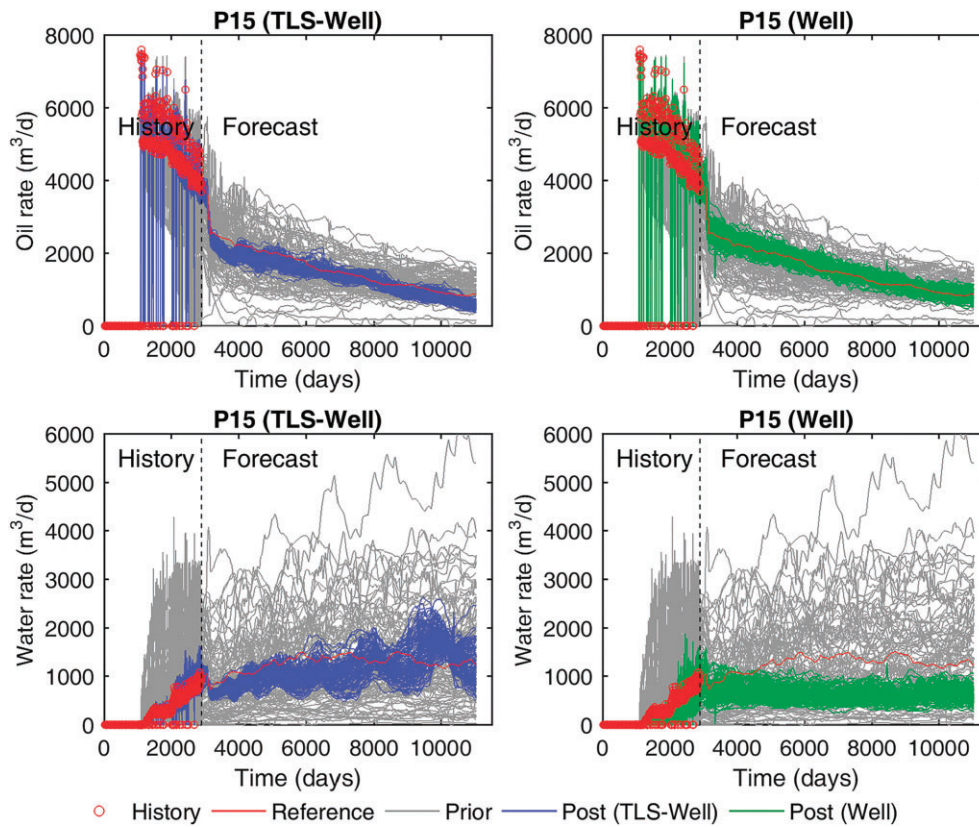 P15 (TLS-Well)
8000
6000
4000
2000
0
Oil rate (m³/d)
History
Forecast
0 2000 4000 6000 8000 10000
Time (days)
P15 (Well)
8000
6000
4000
2000
0
Oil rate (m³/d)
History
Forecast
0 2000 4000 6000 8000 10000
Time (days)
P15 (TLS-Well)
6000
5000
4000
3000
2000
1000
0
Water rate (m³/d)
History
Forecast
0 2000 4000 6000 8000 10000
Time (days)
P15 (Well)
6000
5000
4000
3000
2000
1000
0
Water rate (m³/d)
History
Forecast
0 2000 4000 6000 8000 10000
Time (days)
History Reference Prior Post (TLS-Well) Post (Well)